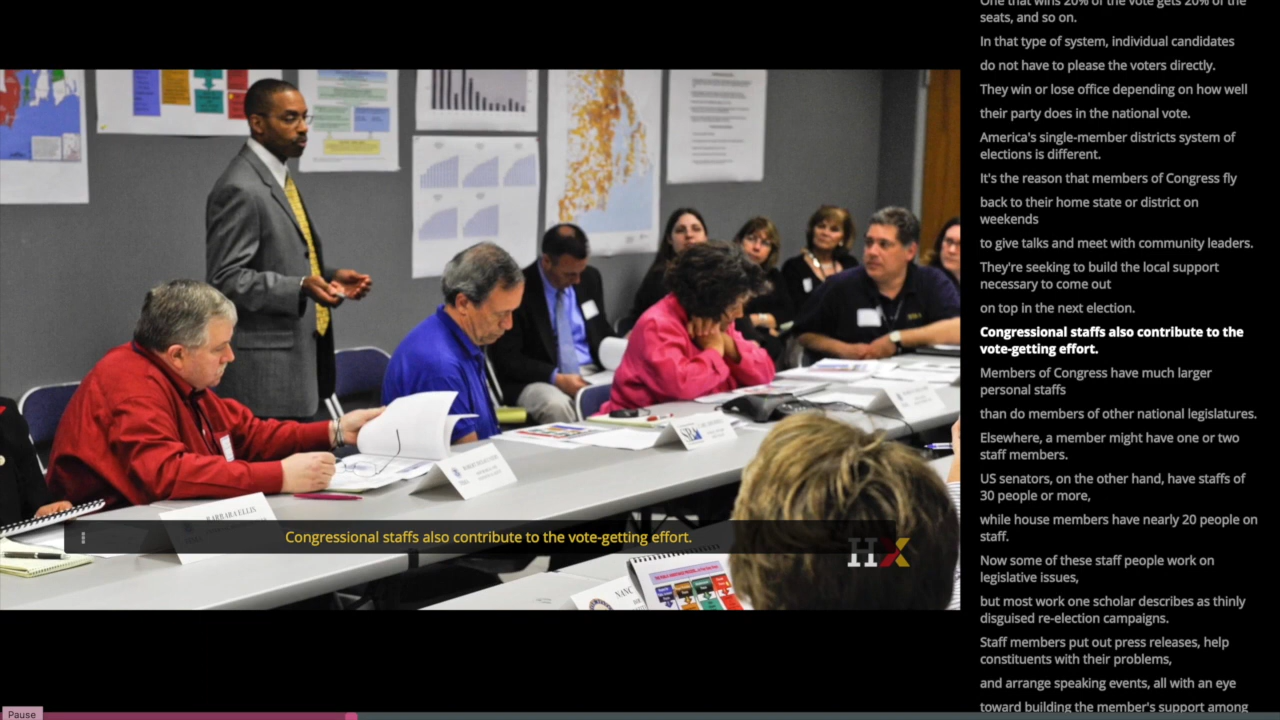 One that wins 20% of the vote gets 20% of the
seats, and so on.
In that type of system, individual candidates
do not have to please the voters directly.
They win or lose office depending on how well
their party does in the national vote.
America's single-member districts system of
elections is different.
It's the reason that members of Congress fly
back to their home state or district on
weekends
to give talks and meet with community leaders.
They're seeking to build the local support
necessary to come out
on top in the next election.
Congressional staffs also contribute to the
vote-getting effort.
Members of Congress have much larger
personal staffs
than do members of other national legislatures.
Elsewhere, a member might have one or two
staff members.
US senators, on the other hand, have staffs of
30 people or more,
while house members have nearly 20 people on
staff.
Now some of these staff people work on
legislative issues,
but most work one scholar describes as thinly
disguised re-election campaigns.
Staff members put out press releases, help
constituents with their problems,
and arrange speaking events, all with an eye
toward building the member's support among
BARBARA ELLIS
SBA
Congressional staffs also contribute to the vote-getting effort.
HX
NANC
Pause